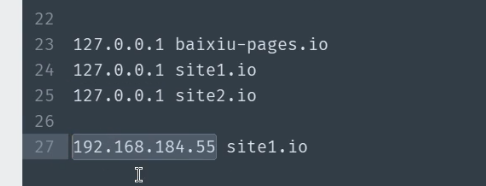 22
23 127.0.0.1 baixiu-pages.io
24 127.0.0.1 site1.io
25 127.0.0.1 site2.io
26
27 192.168.184.55 site1.io